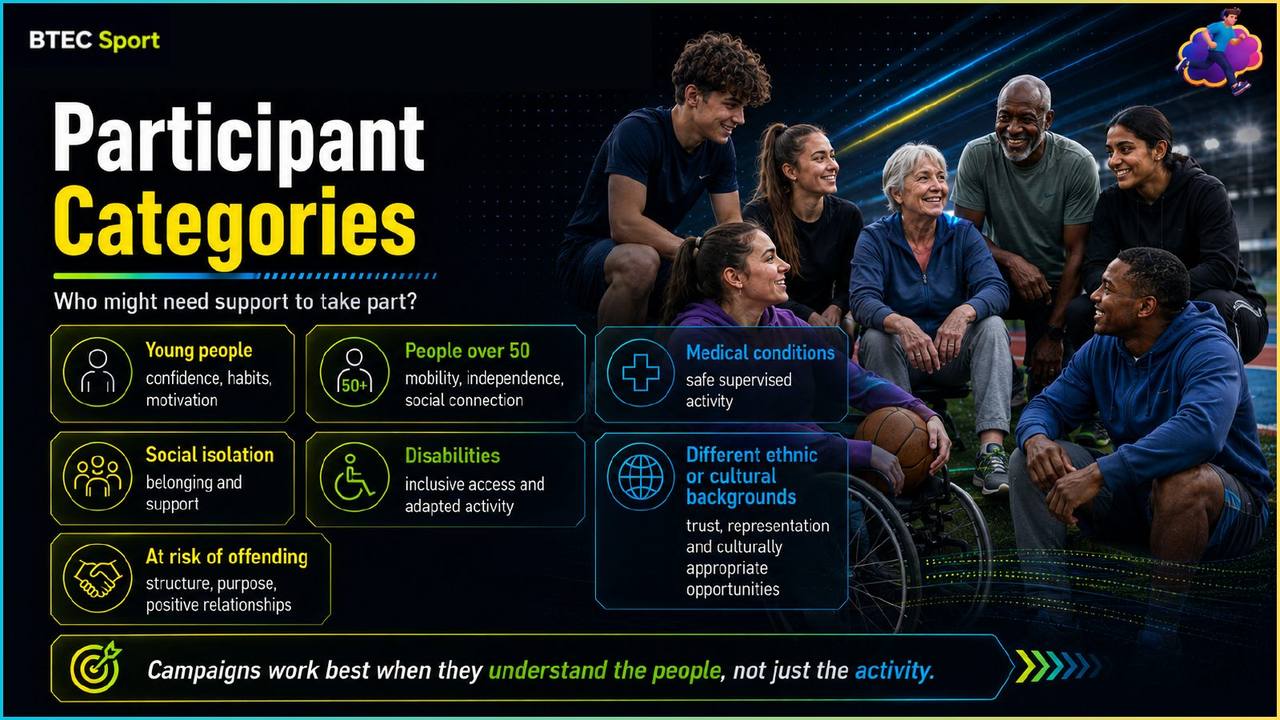 BTEC Sport
Participant
Categories
Who might need support to take part?
Young people
confidence, habits,
motivation
50+
People over 50
mobility, independence,
social connection
Medical conditions
safe supervised
activity
Social isolation
belonging and
support
Disabilities
inclusive access and
adapted activity
Different ethnic
or cultural
backgrounds
trust, representation
and culturally
appropriate
opportunities
At risk of offending
structure, purpose,
positive relationships
Campaigns work best when they understand the people, not just the activity.